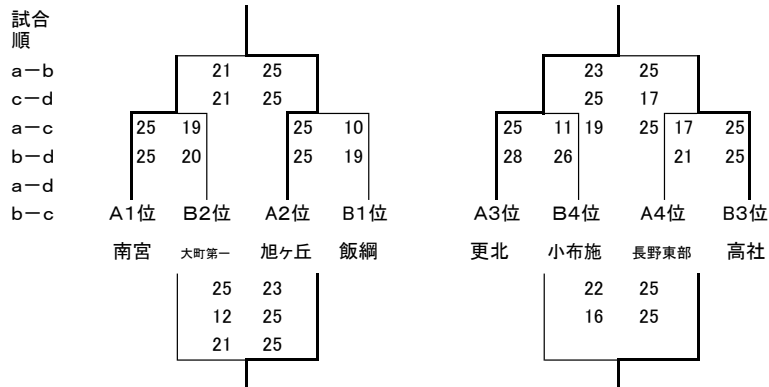 試合
順
a－b 21 25 23 25
c－d 21 25 25 17
a－c 25 19 25 10 25 11 19 25 17 25
b－d 25 20 25 19 28 26 21 25
a－d
b－c A1位 B2位 A2位 B1位 A3位 B4位 A4位 B3位
南宮 大町第一 旭ヶ丘 飯綱 更北 小布施 長野東部 高社
25 23 22 25
12 25 16 25
21 25